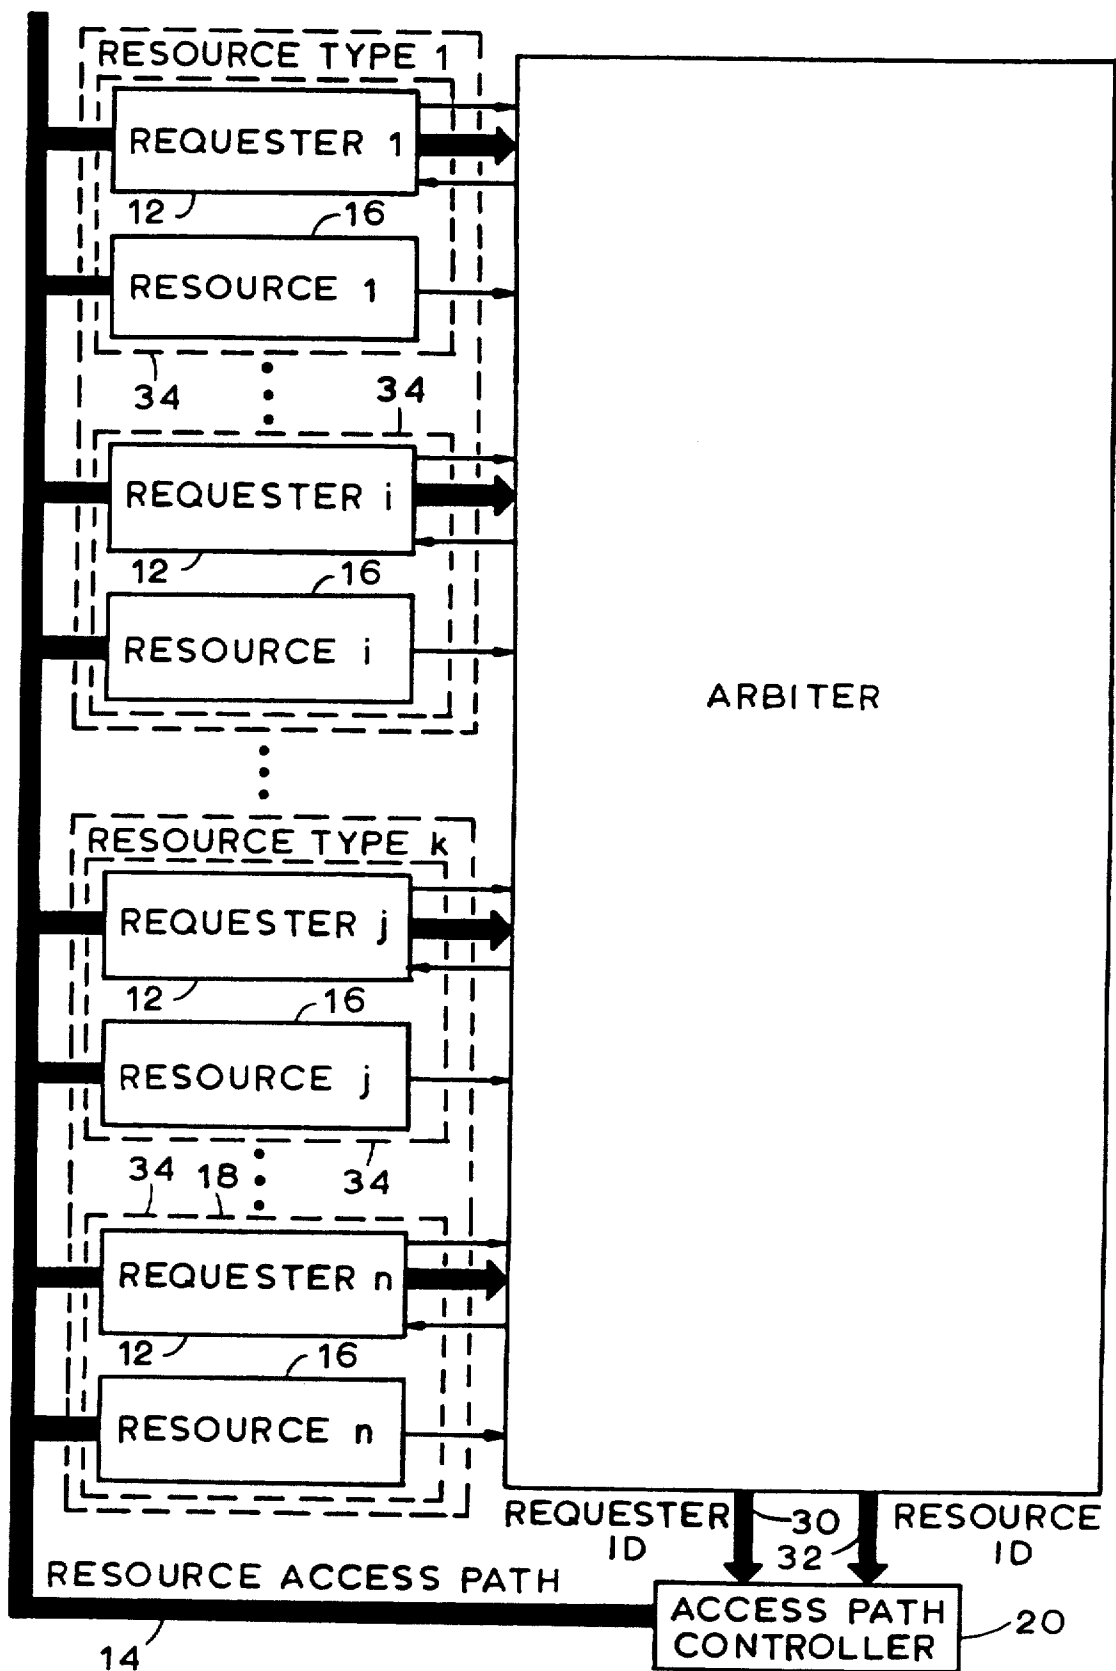 RESOURCE TYPE 1
REQUESTER 1
12
16
RESOURCE 1
34
34
REQUESTER i
12
16
RESOURCE i
ARBITER
RESOURCE TYPE k
REQUESTER j
12
16
RESOURCE j
34
34
18
REQUESTER n
12
16
RESOURCE n
REQUESTER ID
30
32
RESOURCE ID
RESOURCE ACCESS PATH
14
ACCESS PATH
CONTROLLER
20